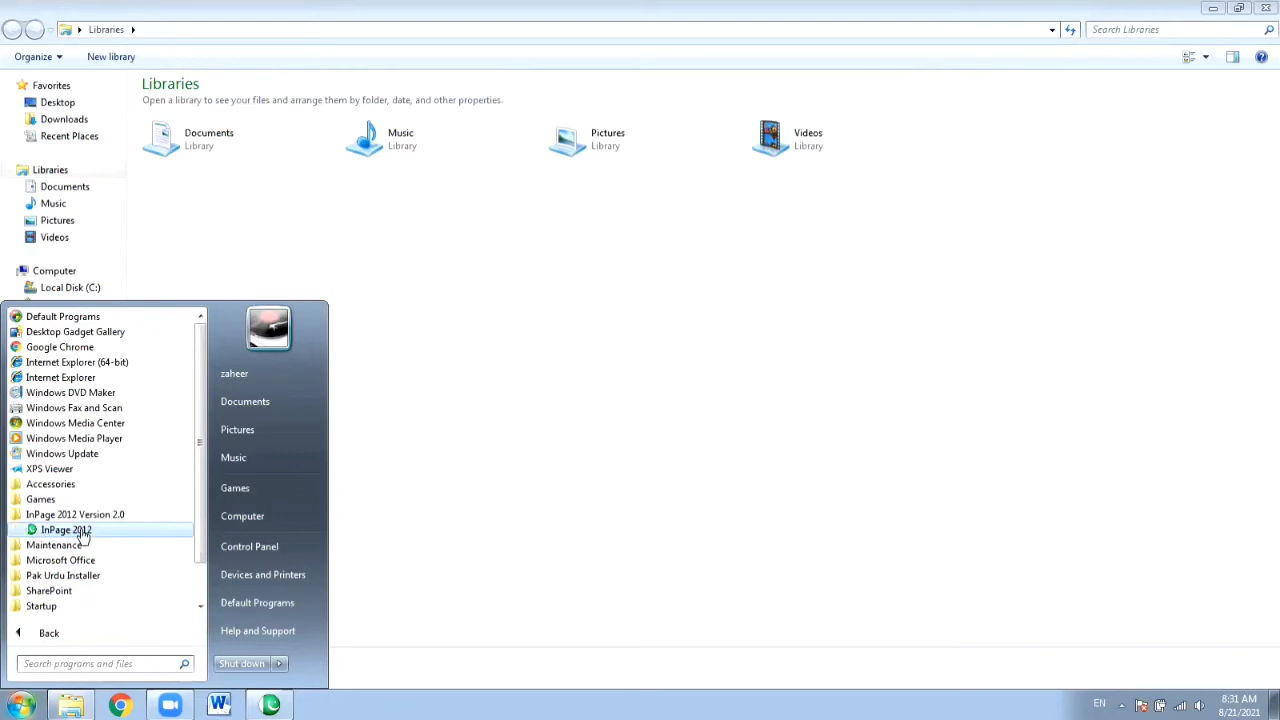 Libraries
Search Libraries
Organize
New library
Favorites
Desktop
Downloads
Recent Places
Libraries
Documents
Music
Pictures
Videos
Computer
Local Disk (C:)
Libraries
Open a library to see your files and arrange them by folder, date, and other properties.
Documents
Library
Music
Library
Pictures
Library
Videos
Library
Default Programs
Desktop Gadget Gallery
Google Chrome
Internet Explorer (64-bit)
Internet Explorer
Windows DVD Maker
Windows Fax and Scan
Windows Media Center
Windows Media Player
Windows Update
XPS Viewer
Accessories
Games
InPage 2012 Version 2.0
InPage 2012
Maintenance
Microsoft Office
Pak Urdu Installer
SharePoint
Startup
Back
Search programs and files
zaheer
Documents
Pictures
Music
Games
Computer
Control Panel
Devices and Printers
Default Programs
Help and Support
Shut down
EN
8:31 AM
8/21/2021